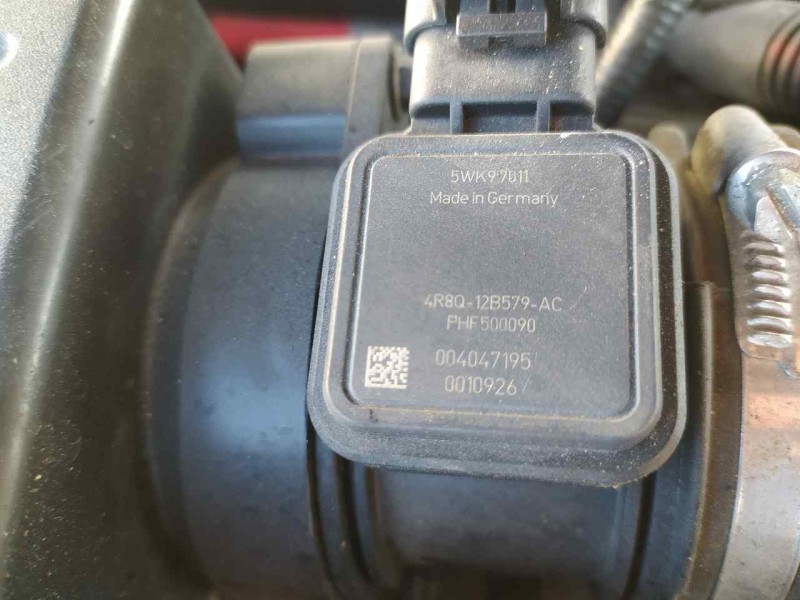 5WK97011
Made in Germany
4R8Q-12B579-AC
PHF500090
004047195
0010926